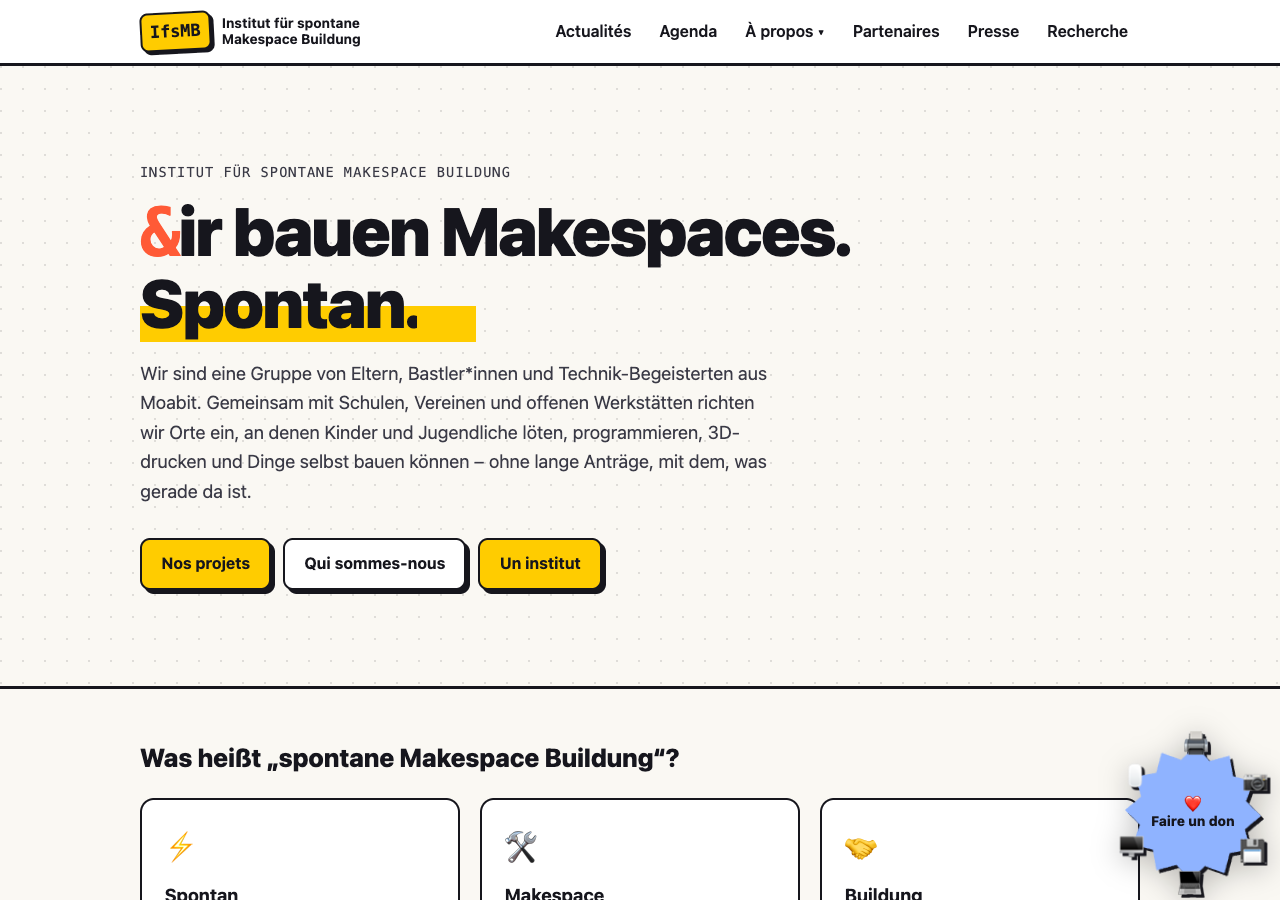 IfsMB
Institut für spontane
Makespace Buildung
Actualités
Agenda
À propos ▾
Partenaires
Presse
Recherche
INSTITUT FÜR SPONTANE MAKESPACE BUILDUNG
&ir bauen Makespaces.
Spontan.
Wir sind eine Gruppe von Eltern, Bastler*innen und Technik-Begeisterten aus
Moabit. Gemeinsam mit Schulen, Vereinen und offenen Werkstätten richten
wir Orte ein, an denen Kinder und Jugendliche löten, programmieren, 3D-
drucken und Dinge selbst bauen können – ohne lange Anträge, mit dem, was
gerade da ist.
Nos projets
Qui sommes-nous
Un institut
Was heißt „spontane Makespace Buildung“?
Faire un don
Spontan
Makespace
Buildung